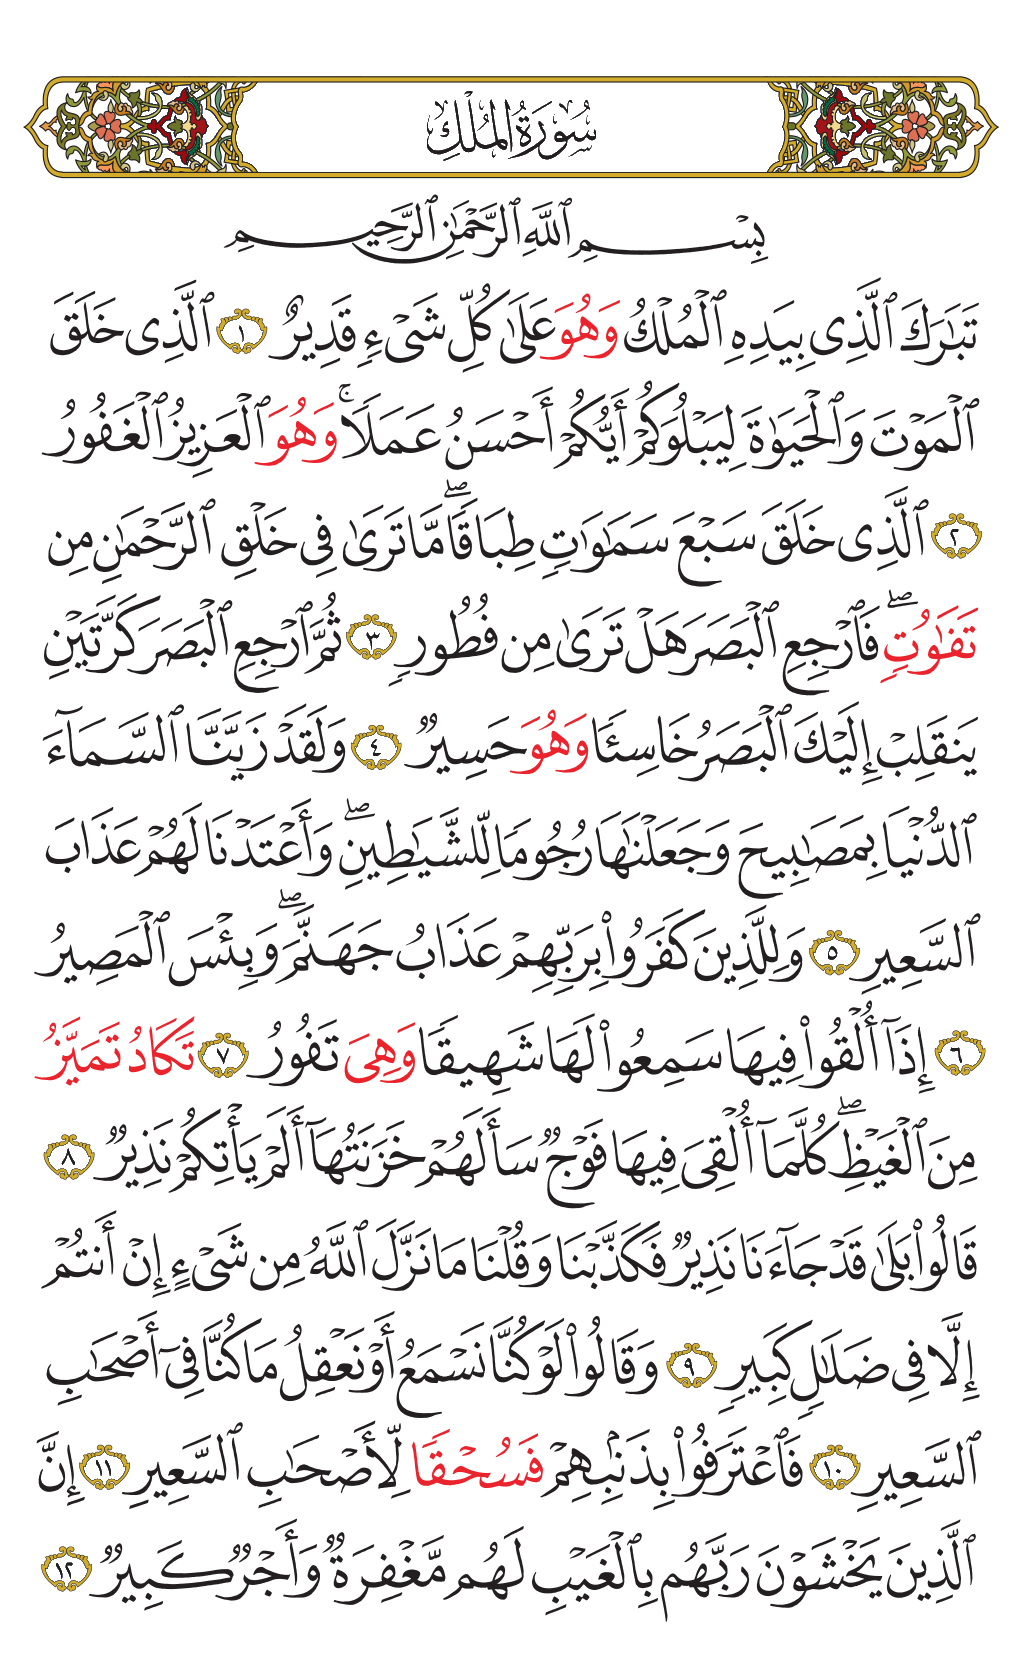 سُورَةُ المُلْكِ
بِسْمِ ٱللَّهِ ٱلرَّحْمَٰنِ ٱلرَّحِيمِ
تَبَٰرَكَ ٱلَّذِى بِيَدِهِ ٱلْمُلْكُ وَهُوَ عَلَىٰ كُلِّ شَىْءٍ قَدِيرٌ ١ ٱلَّذِى خَلَقَ
ٱلْمَوْتَ وَٱلْحَيَوٰةَ لِيَبْلُوَكُمْ أَيُّكُمْ أَحْسَنُ عَمَلًا ۚ وَهُوَ ٱلْعَزِيزُ ٱلْغَفُورُ
٢ ٱلَّذِى خَلَقَ سَبْعَ سَمَٰوَٰتٍ طِبَاقًا ۖ مَّا تَرَىٰ فِى خَلْقِ ٱلرَّحْمَٰنِ مِن
تَفَٰوُتٍ ۖ فَٱرْجِعِ ٱلْبَصَرَ هَلْ تَرَىٰ مِن فُطُورٍ ٣ ثُمَّ ٱرْجِعِ ٱلْبَصَرَ كَرَّتَيْنِ
يَنقَلِبْ إِلَيْكَ ٱلْبَصَرُ خَاسِئًا وَهُوَ حَسِيرٌ ٤ وَلَقَدْ زَيَّنَّا ٱلسَّمَآءَ
ٱلدُّنْيَا بِمَصَٰبِيحَ وَجَعَلْنَٰهَا رُجُومًا لِّلشَّيَٰطِينِ ۖ وَأَعْتَدْنَا لَهُمْ عَذَابَ
ٱلسَّعِيرِ ٥ وَلِلَّذِينَ كَفَرُوا۟ بِرَبِّهِمْ عَذَابُ جَهَنَّمَ ۖ وَبِئْسَ ٱلْمَصِيرُ
٦ إِذَآ أُلْقُوا۟ فِيهَا سَمِعُوا۟ لَهَا شَهِيقًا وَهِىَ تَفُورُ ٧ تَكَادُ تَمَيَّزُ
مِنَ ٱلْغَيْظِ ۖ كُلَّمَآ أُلْقِىَ فِيهَا فَوْجٌ سَأَلَهُمْ خَزَنَتُهَآ أَلَمْ يَأْتِكُمْ نَذِيرٌ ٨
قَالُوا۟ بَلَىٰ قَدْ جَآءَنَا نَذِيرٌ فَكَذَّبْنَا وَقُلْنَا مَا نَزَّلَ ٱللَّهُ مِن شَىْءٍ إِنْ أَنتُمْ
إِلَّا فِى ضَلَٰلٍ كَبِيرٍ ٩ وَقَالُوا۟ لَوْ كُنَّا نَسْمَعُ أَوْ نَعْقِلُ مَا كُنَّا فِىٓ أَصْحَٰبِ
ٱلسَّعِيرِ ١٠ فَٱعْتَرَفُوا۟ بِذَنۢبِهِمْ فَسُحْقًا لِّأَصْحَٰبِ ٱلسَّعِيرِ ١١ إِنَّ
ٱلَّذِينَ يَخْشَوْنَ رَبَّهُم بِٱلْغَيْبِ لَهُم مَّغْفِرَةٌ وَأَجْرٌ كَبِيرٌ ١٢